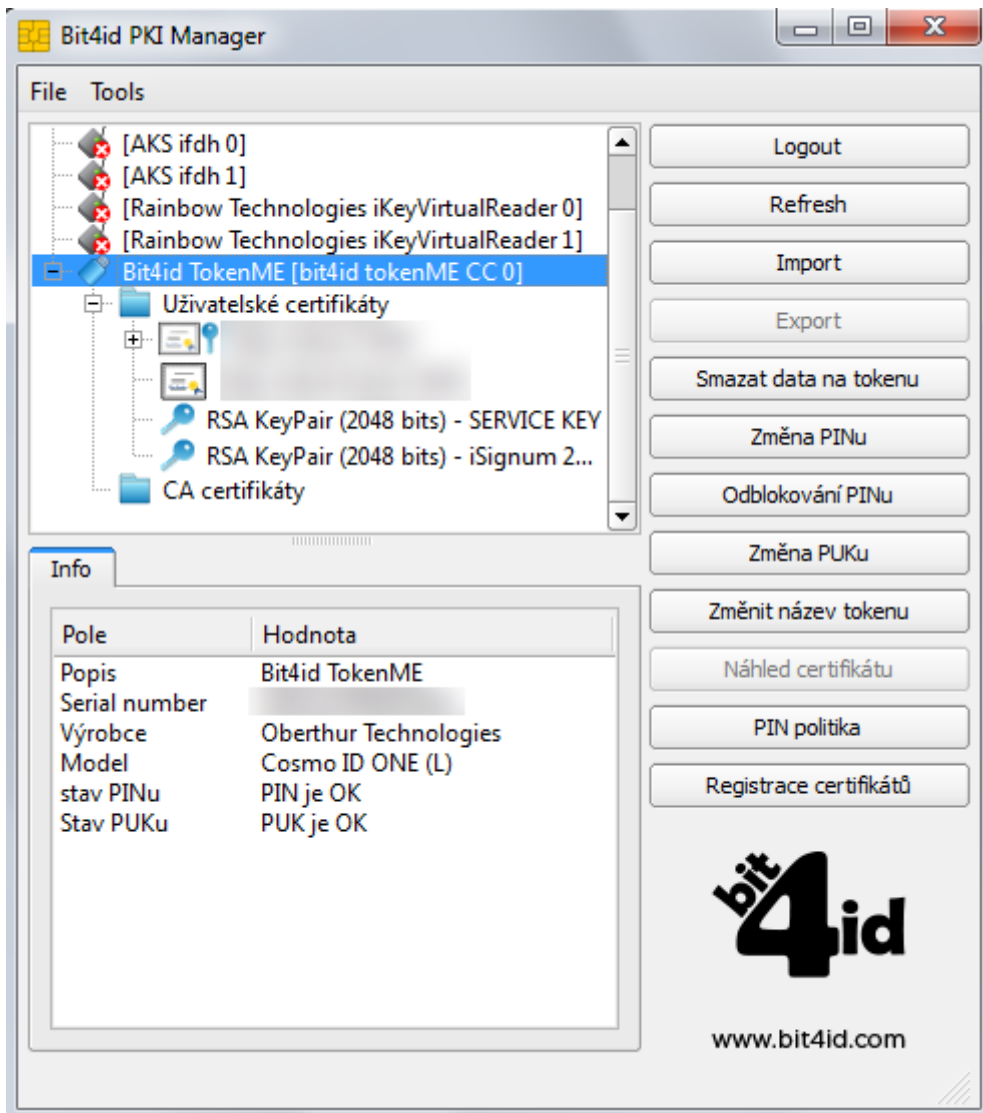 Bit4id PKI Manager
File Tools
[AKS ifdh 0]
[AKS ifdh 1]
[Rainbow Technologies iKeyVirtualReader 0]
[Rainbow Technologies iKeyVirtualReader 1]
Bit4id TokenME [bit4id tokenME CC 0]
Uživatelské certifikáty
RSA KeyPair (2048 bits) - SERVICE KEY
RSA KeyPair (2048 bits) - iSignum 2...
CA certifikáty
Logout
Refresh
Import
Export
Smazat data na tokenu
Změna PINu
Odblokování PINu
Změna PUKu
Změnit název tokenu
Náhled certifikátu
PIN politika
Registrace certifikátů
Info
Pole Hodnota
Popis Bit4id TokenME
Serial number
Výrobce Oberthur Technologies
Model Cosmo ID ONE (L)
stav PINu PIN je OK
Stav PUKu PUK je OK
bit4id
www.bit4id.com